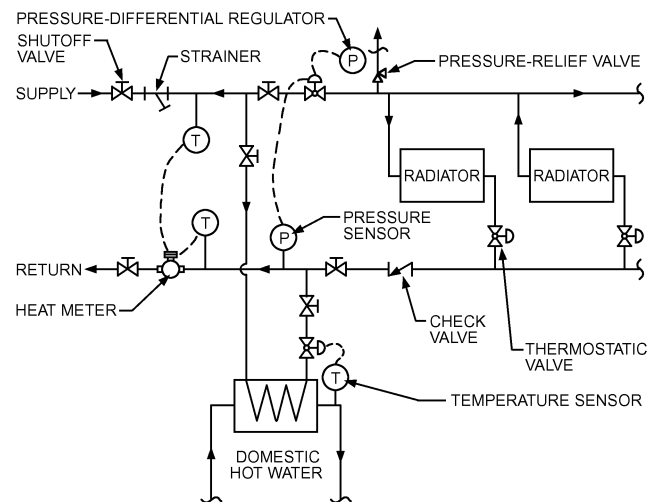 PRESSURE-DIFFERENTIAL REGULATOR
SHUTOFF
VALVE
STRAINER
P
PRESSURE-RELIEF VALVE
SUPPLY
T
RADIATOR
RADIATOR
T
P
PRESSURE
SENSOR
RETURN
HEAT METER
CHECK
VALVE
THERMOSTATIC
VALVE
T
TEMPERATURE SENSOR
DOMESTIC
HOT WATER